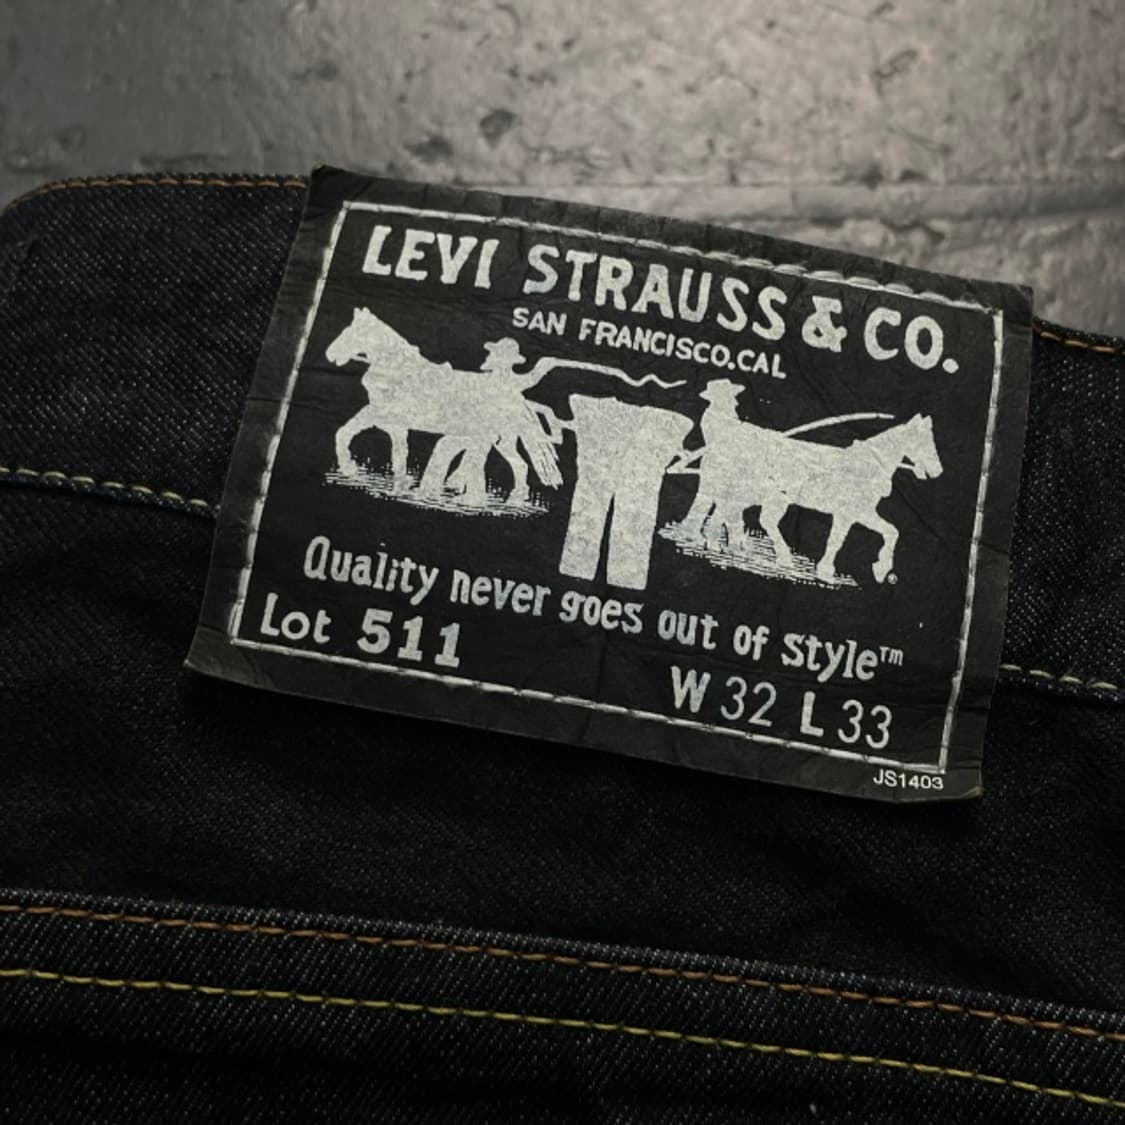 LEVI STRAUSS & CO.
SAN FRANCISCO.CAL
®
Quality never goes out of style™
Lot 511
W 32 L 33
JS1403